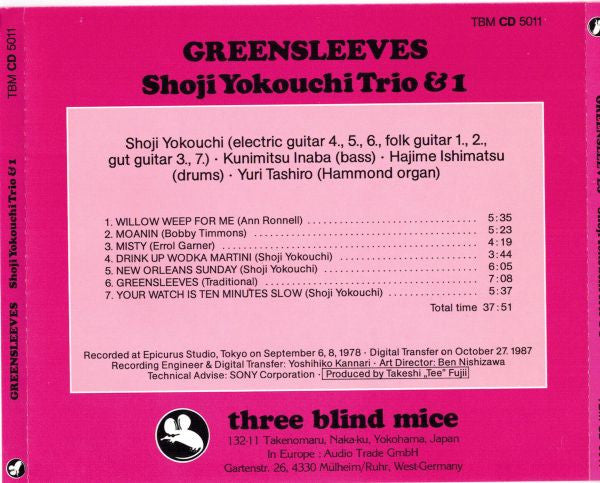 TBM CD 5011
GREENSLEEVES
Shoji Yokouchi Trio & 1
Shoji Yokouchi (electric guitar 4., 5., 6., folk guitar 1., 2.,
gut guitar 3., 7.) · Kunimitsu Inaba (bass) · Hajime Ishimatsu
(drums) · Yuri Tashiro (Hammond organ)
1. WILLOW WEEP FOR ME (Ann Ronnell) 5:35
2. MOANIN (Bobby Timmons) 5:23
3. MISTY (Errol Garner) 4:19
4. DRINK UP WODKA MARTINI (Shoji Yokouchi) 3:44
5. NEW ORLEANS SUNDAY (Shoji Yokouchi) 6:05
6. GREENSLEEVES (Traditional) 7:08
7. YOUR WATCH IS TEN MINUTES SLOW (Shoji Yokouchi) 5:37
Total time 37:51
Recorded at Epicurus Studio, Tokyo on September 6, 8, 1978 · Digital Transfer on October 27. 1987
Recording Engineer & Digital Transfer: Yoshihiko Kannari · Art Director: Ben Nishizawa
Technical Advise: SONY Corporation · Produced by Takeshi „Tee" Fujii
three blind mice
132-11 Takenomaru, Naka-ku, Yokohama, Japan
In Europe : Audio Trade GmbH
Gartenstr. 26, 4330 Mülheim/Ruhr, West-Germany
GREENSLEEVES Shoji Yokouchi Trio & 1 TBM CD 5011